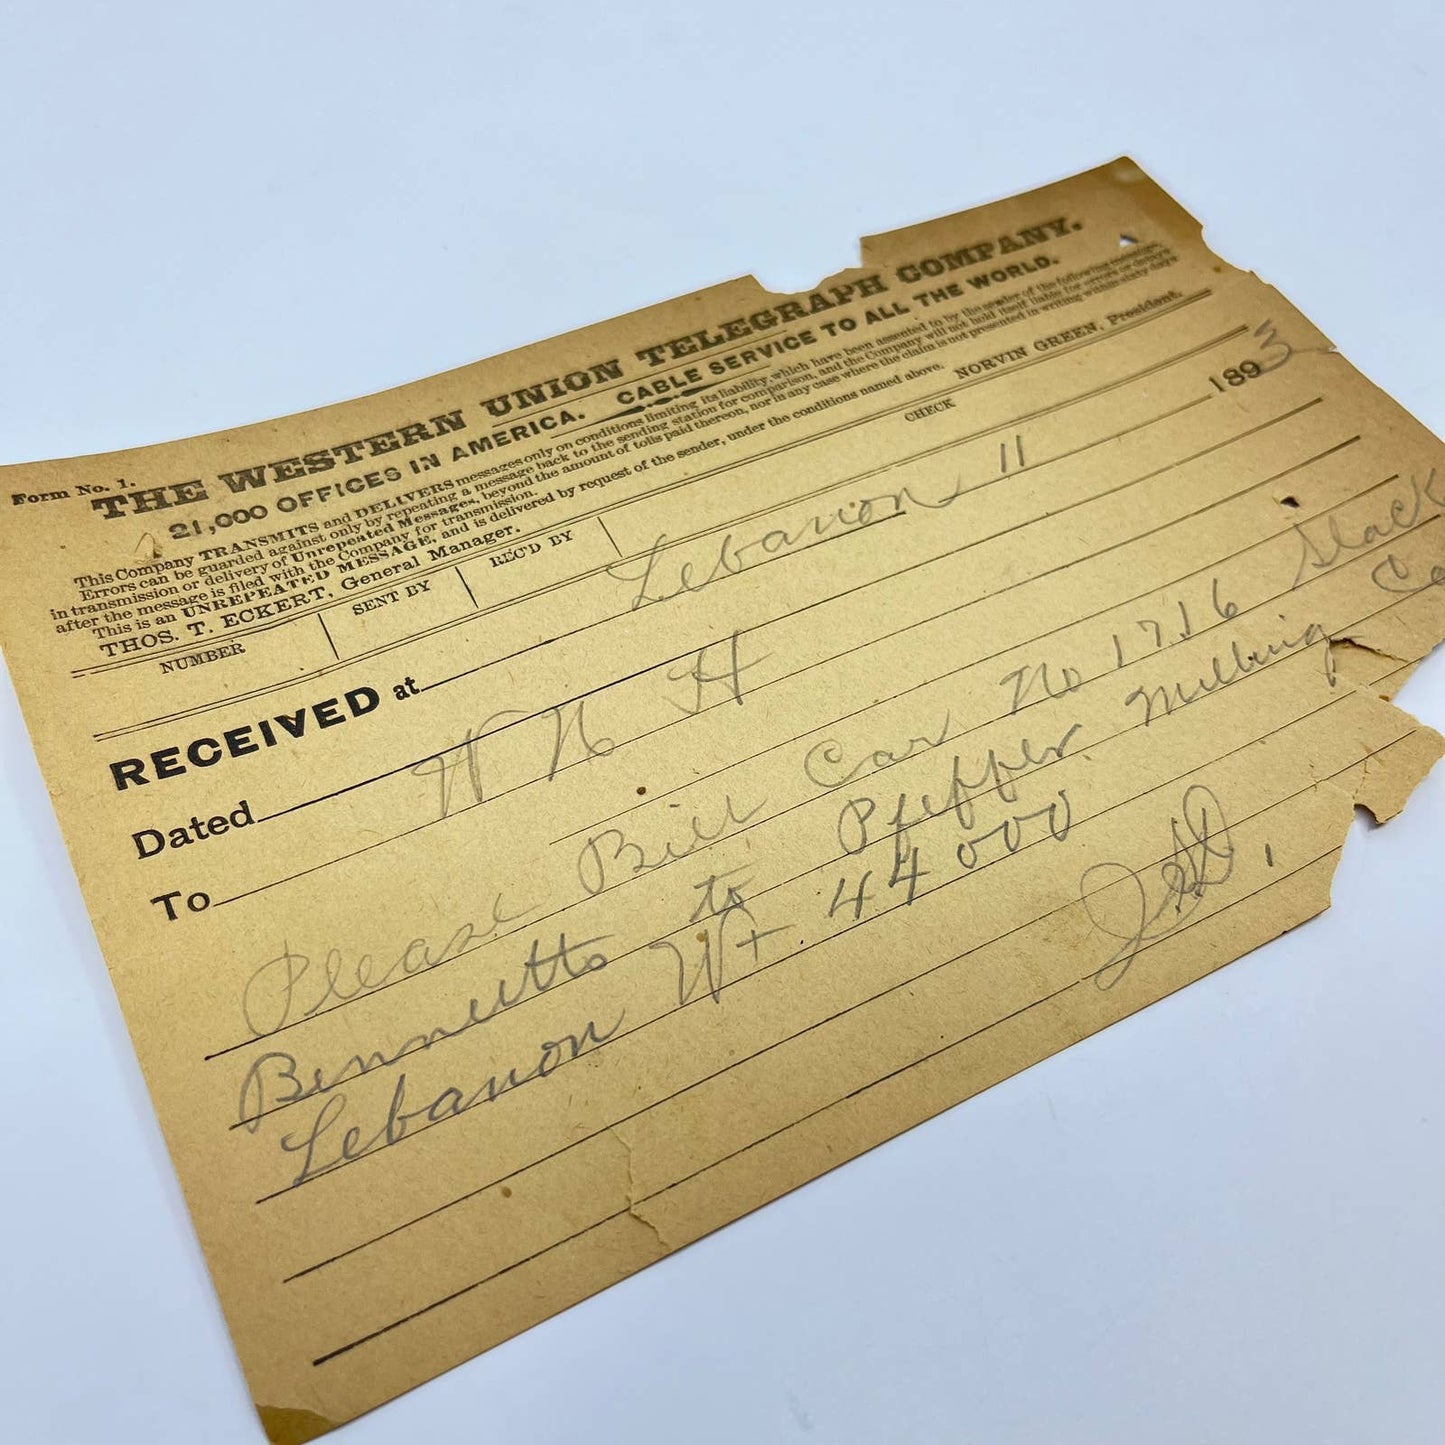 Form No. 1.
THE WESTERN UNION TELEGRAPH COMPANY.
21,000 OFFICES IN AMERICA. CABLE SERVICE TO ALL THE WORLD.
This Company TRANSMITS and DELIVERS messages only on conditions limiting its liability, which have been assented to by the sender of the following message.
Errors can be guarded against only by repeating a message back to the sending station for comparison, and the Company will not hold itself liable for errors or delays
in transmission or delivery of Unrepeated Messages, beyond the amount of tolls paid thereon, nor in any case where the claim is not presented in writing within sixty days
after the message is filed with the Company for transmission.
This is an UNREPEATED MESSAGE, and is delivered by request of the sender, under the conditions named above.
THOS. T. ECKERT, General Manager. NORVIN GREEN, President.
NUMBER SENT BY REC'D BY CHECK
RECEIVED at 1893
Dated Lebanon 11
To W N H
Please Bill Car No 1716 Slack
Bennetts to Pfeffer Milling Co
Lebanon Wt 44000
J.S.D.